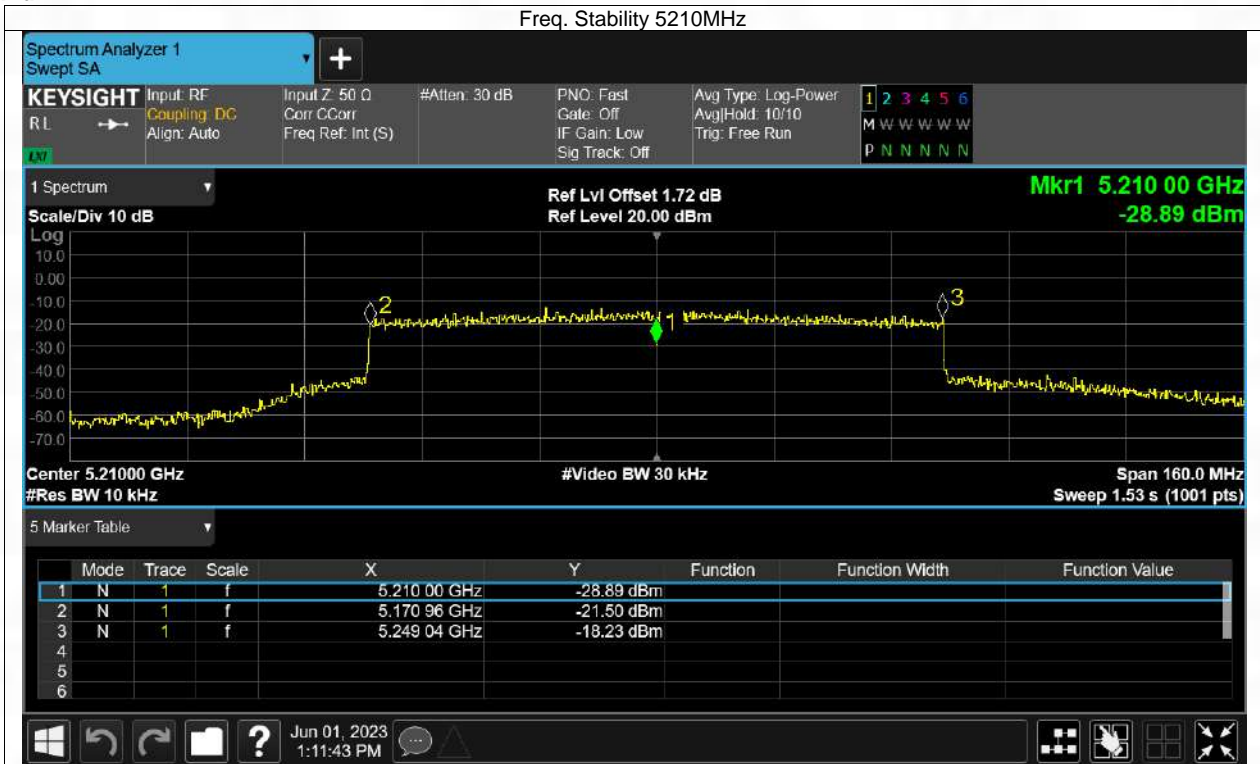 Freq. Stability 5210MHz
Spectrum Analyzer 1
Swept SA
+
KEYSIGHT
RL
LXI
Input: RF
Coupling: DC
Align: Auto
Input Z: 50 Ω
Corr CCorr
Freq Ref: Int (S)
#Atten: 30 dB
PNO: Fast
Gate: Off
IF Gain: Low
Sig Track: Off
Avg Type: Log-Power
Avg|Hold: 10/10
Trig: Free Run
1 2 3 4 5 6
M W W W W W
P N N N N N
1 Spectrum
Scale/Div 10 dB
Ref Lvl Offset 1.72 dB
Ref Level 20.00 dBm
Mkr1 5.210 00 GHz
-28.89 dBm
Log
10.0
0.00
-10.0
-20.0
-30.0
-40.0
-50.0
-60.0
-70.0
2
1
3
Center 5.21000 GHz
#Video BW 30 kHz
Span 160.0 MHz
#Res BW 10 kHz
Sweep 1.53 s (1001 pts)
5 Marker Table
Mode Trace Scale X Y Function Function Width Function Value
1 N 1 f 5.210 00 GHz -28.89 dBm
2 N 1 f 5.170 96 GHz -21.50 dBm
3 N 1 f 5.249 04 GHz -18.23 dBm
4
5
6
?
Jun 01, 2023
1:11:43 PM